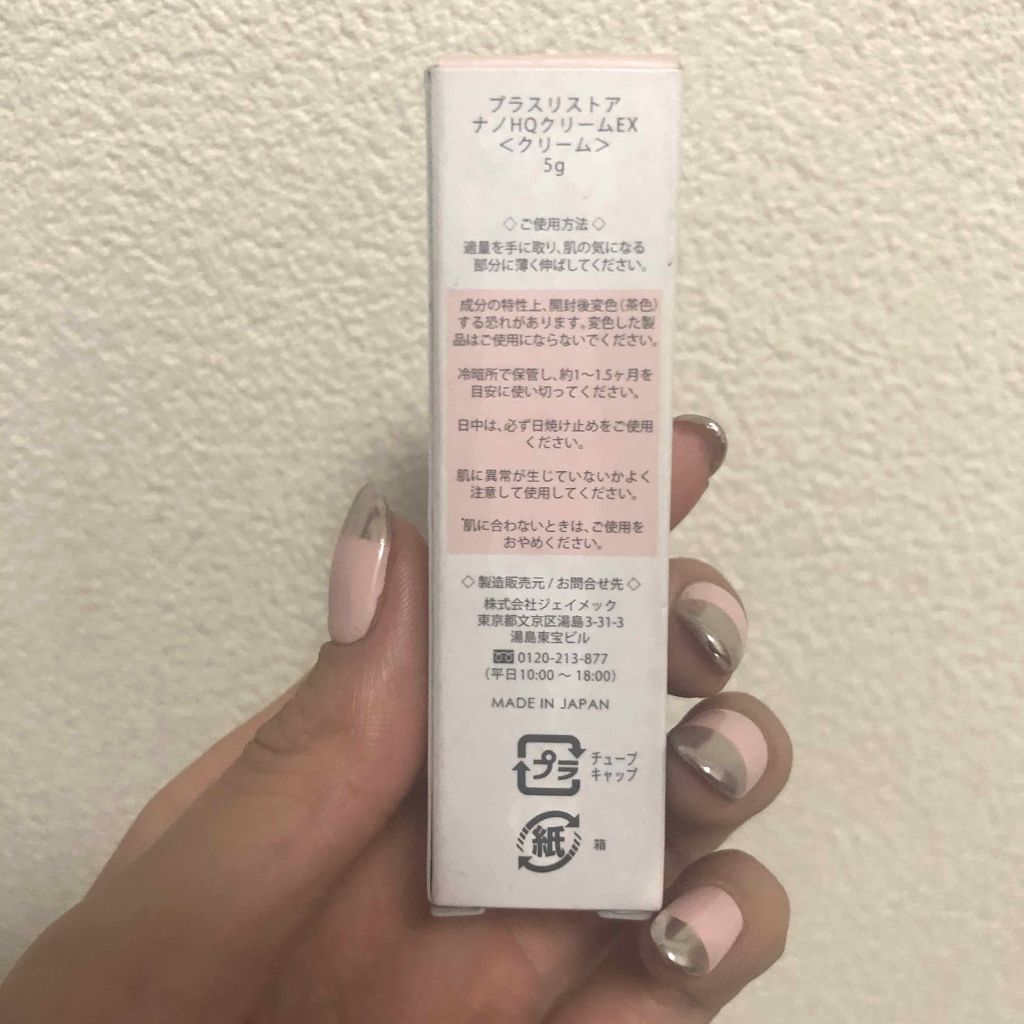 プラスリストア
ナノHQクリームEX
＜クリーム＞
5g
◇ ご使用方法 ◇
適量を手に取り、肌の気になる
部分に薄く伸ばしてください。
成分の特性上、開封後変色（茶色）
する恐れがあります。変色した製
品はご使用にならないでください。
冷暗所で保管し、約1～1.5ヶ月を
目安に使い切ってください。
日中は、必ず日焼け止めをご使用
ください。
肌に異常が生じていないかよく
注意して使用してください。
肌に合わないときは、ご使用を
おやめください。
◇ 製造販売元 / お問合せ先 ◇
株式会社ジェイメック
東京都文京区湯島3-31-3
湯島東宝ビル
0120-213-877
（平日10:00 ～ 18:00）
MADE IN JAPAN
プラ
チューブ
キャップ
紙
箱